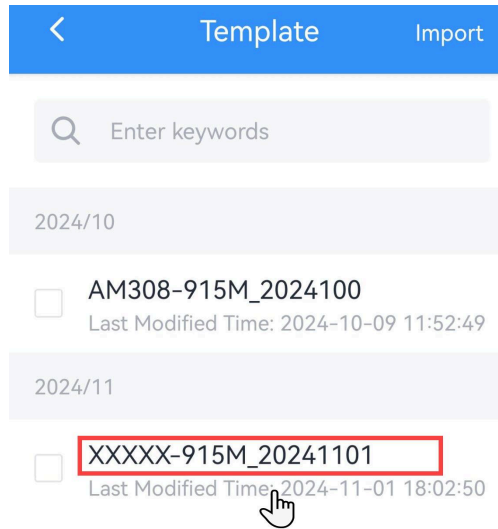 Template
Import
Enter keywords
2024/10
AM308-915M_2024100
Last Modified Time: 2024-10-09 11:52:49
2024/11
XXXXX-915M_20241101
Last Modified Time: 2024-11-01 18:02:50